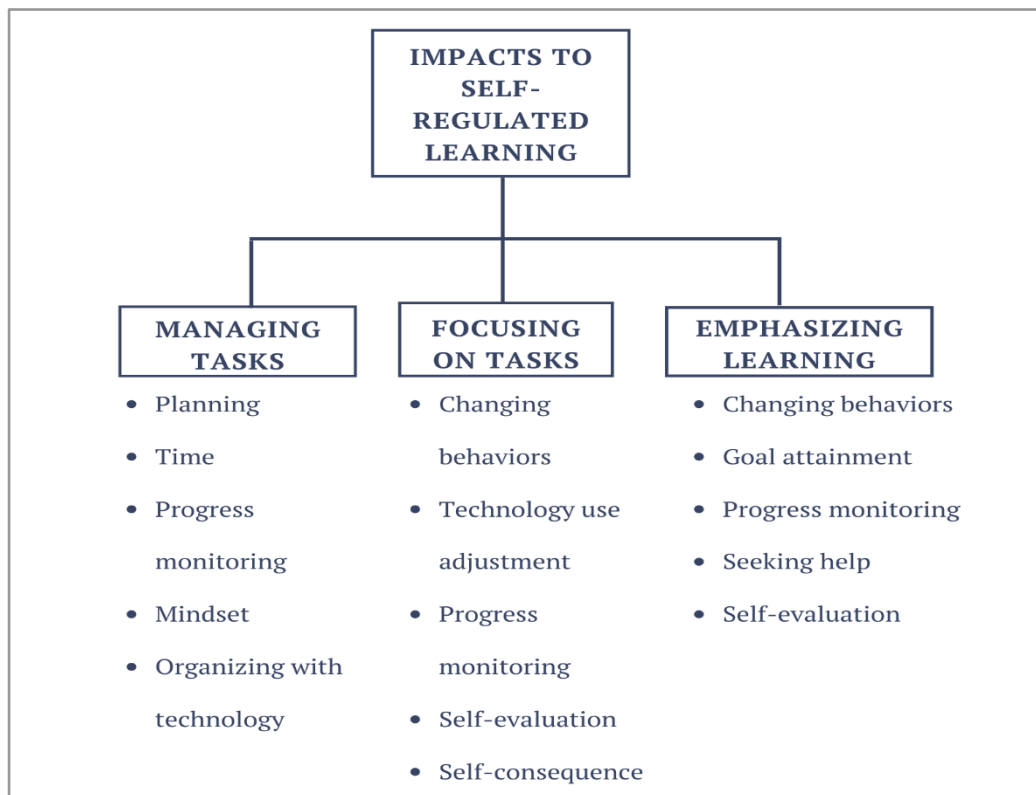 IMPACTS TO
SELF-
REGULATED
LEARNING
MANAGING
TASKS
• Planning
• Time
• Progress
monitoring
• Mindset
• Organizing with
technology
FOCUSING
ON TASKS
• Changing
behaviors
• Technology use
adjustment
• Progress
monitoring
• Self-evaluation
• Self-consequence
EMPHASIZING
LEARNING
• Changing behaviors
• Goal attainment
• Progress monitoring
• Seeking help
• Self-evaluation